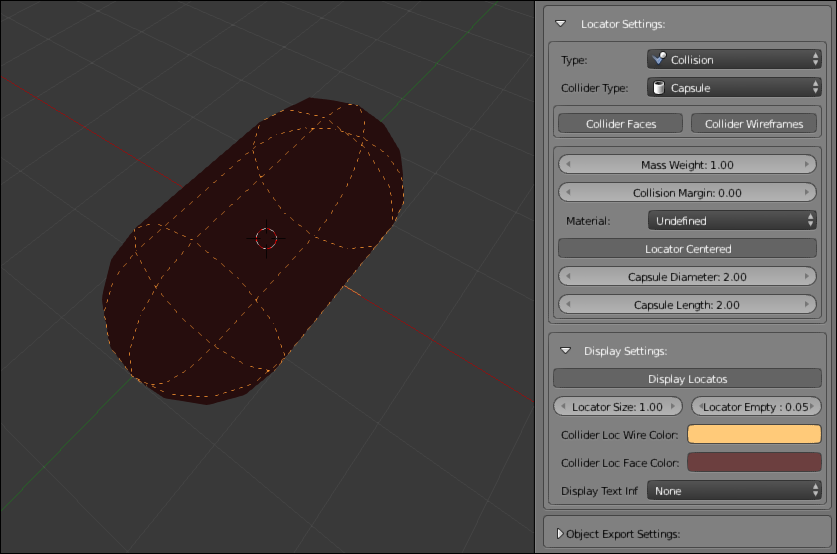 Locator Settings:
Type: Collision
Collider Type: Capsule
Collider Faces Collider Wireframes
Mass Weight: 1.00
Collision Margin: 0.00
Material: Undefined
Locator Centered
Capsule Diameter: 2.00
Capsule Length: 2.00
Display Settings:
Display Locatos
Locator Size: 1.00 Locator Empty : 0.05
Collider Loc Wire Color:
Collider Loc Face Color:
Display Text Inf None
Object Export Settings: